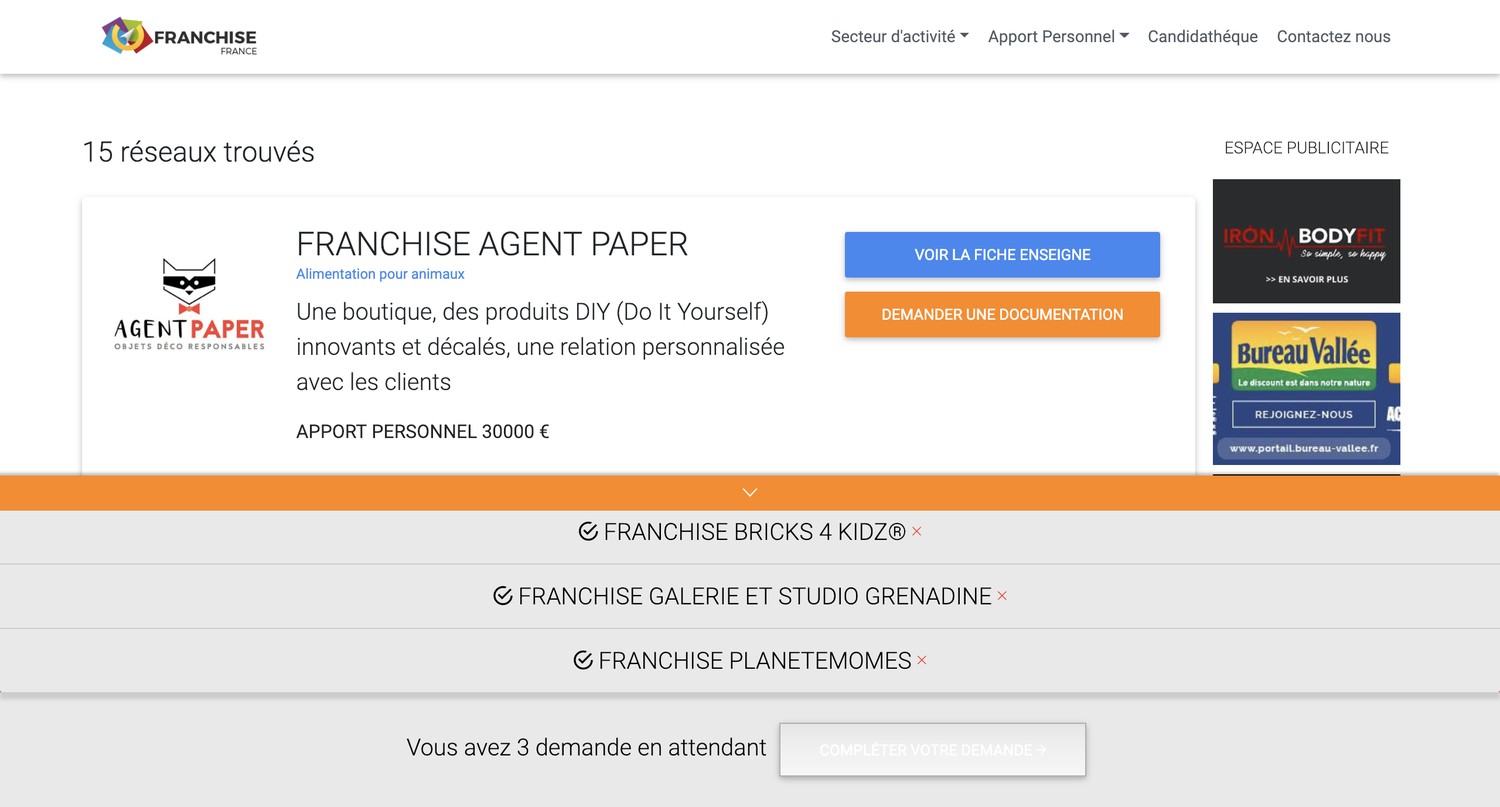 FRANCHISE
FRANCE
Secteur d'activité
Apport Personnel
Candidathéque
Contactez nous
15 réseaux trouvés
ESPACE PUBLICITAIRE
AGENTPAPER
OBJETS DÉCO RESPONSABLES
FRANCHISE AGENT PAPER
Alimentation pour animaux
Une boutique, des produits DIY (Do It Yourself)
innovants et décalés, une relation personnalisée
avec les clients
APPORT PERSONNEL 30000 €
VOIR LA FICHE ENSEIGNE
DEMANDER UNE DOCUMENTATION
IRON BODYFIT
So simple, so happy
>> EN SAVOIR PLUS
Bureau Vallée
Le discount est dans notre nature
REJOIGNEZ-NOUS
www.portail.bureau-vallee.fr
FRANCHISE BRICKS 4 KIDZ®
FRANCHISE GALERIE ET STUDIO GRENADINE
FRANCHISE PLANETEMOMES
Vous avez 3 demande en attendant
COMPLÉTER VOTRE DEMANDE →